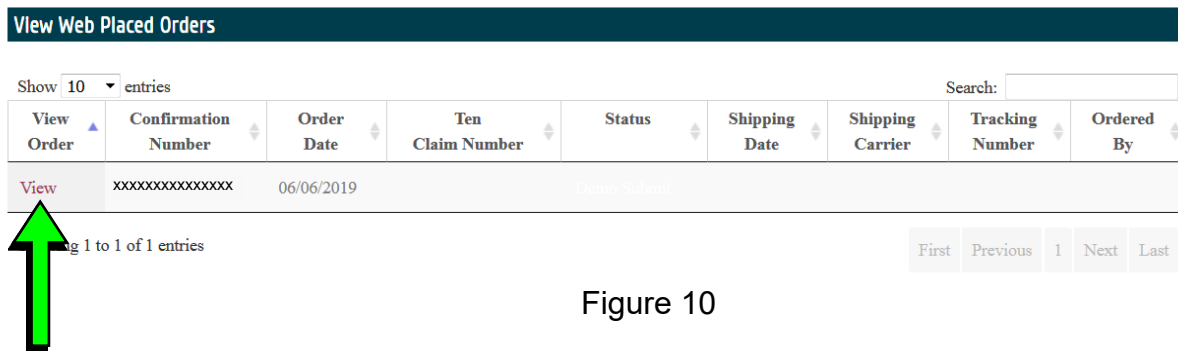 VIew Web Placed Orders
Show 10 entries Search:
View Order Confirmation Number Order Date Ten Claim Number Status Shipping Date Shipping Carrier Tracking Number Ordered By
View XXXXXXXXXXXXXXX 06/06/2019 Demo Submit
g 1 to 1 of 1 entries First Previous 1 Next Last
Figure 10